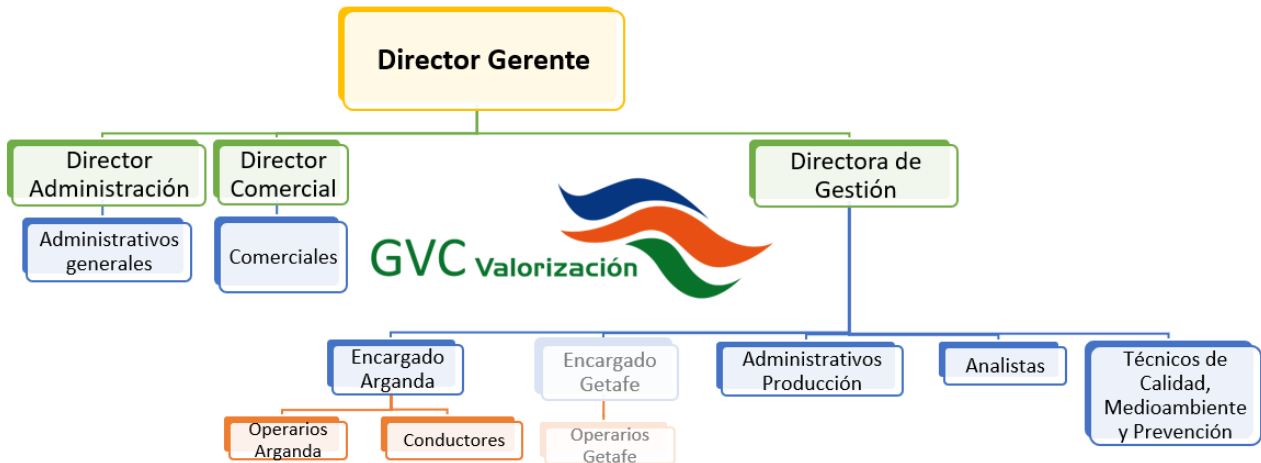 Director Gerente
Director
Administración
Director
Comercial
Directora de
Gestión
Administrativos
generales
Comerciales
GVC Valorización
Encargado
Arganda
Encargado
Getafe
Administrativos
Producción
Analistas
Técnicos de
Calidad,
Medioambiente
y Prevención
Operarios
Arganda
Conductores
Operarios
Getafe